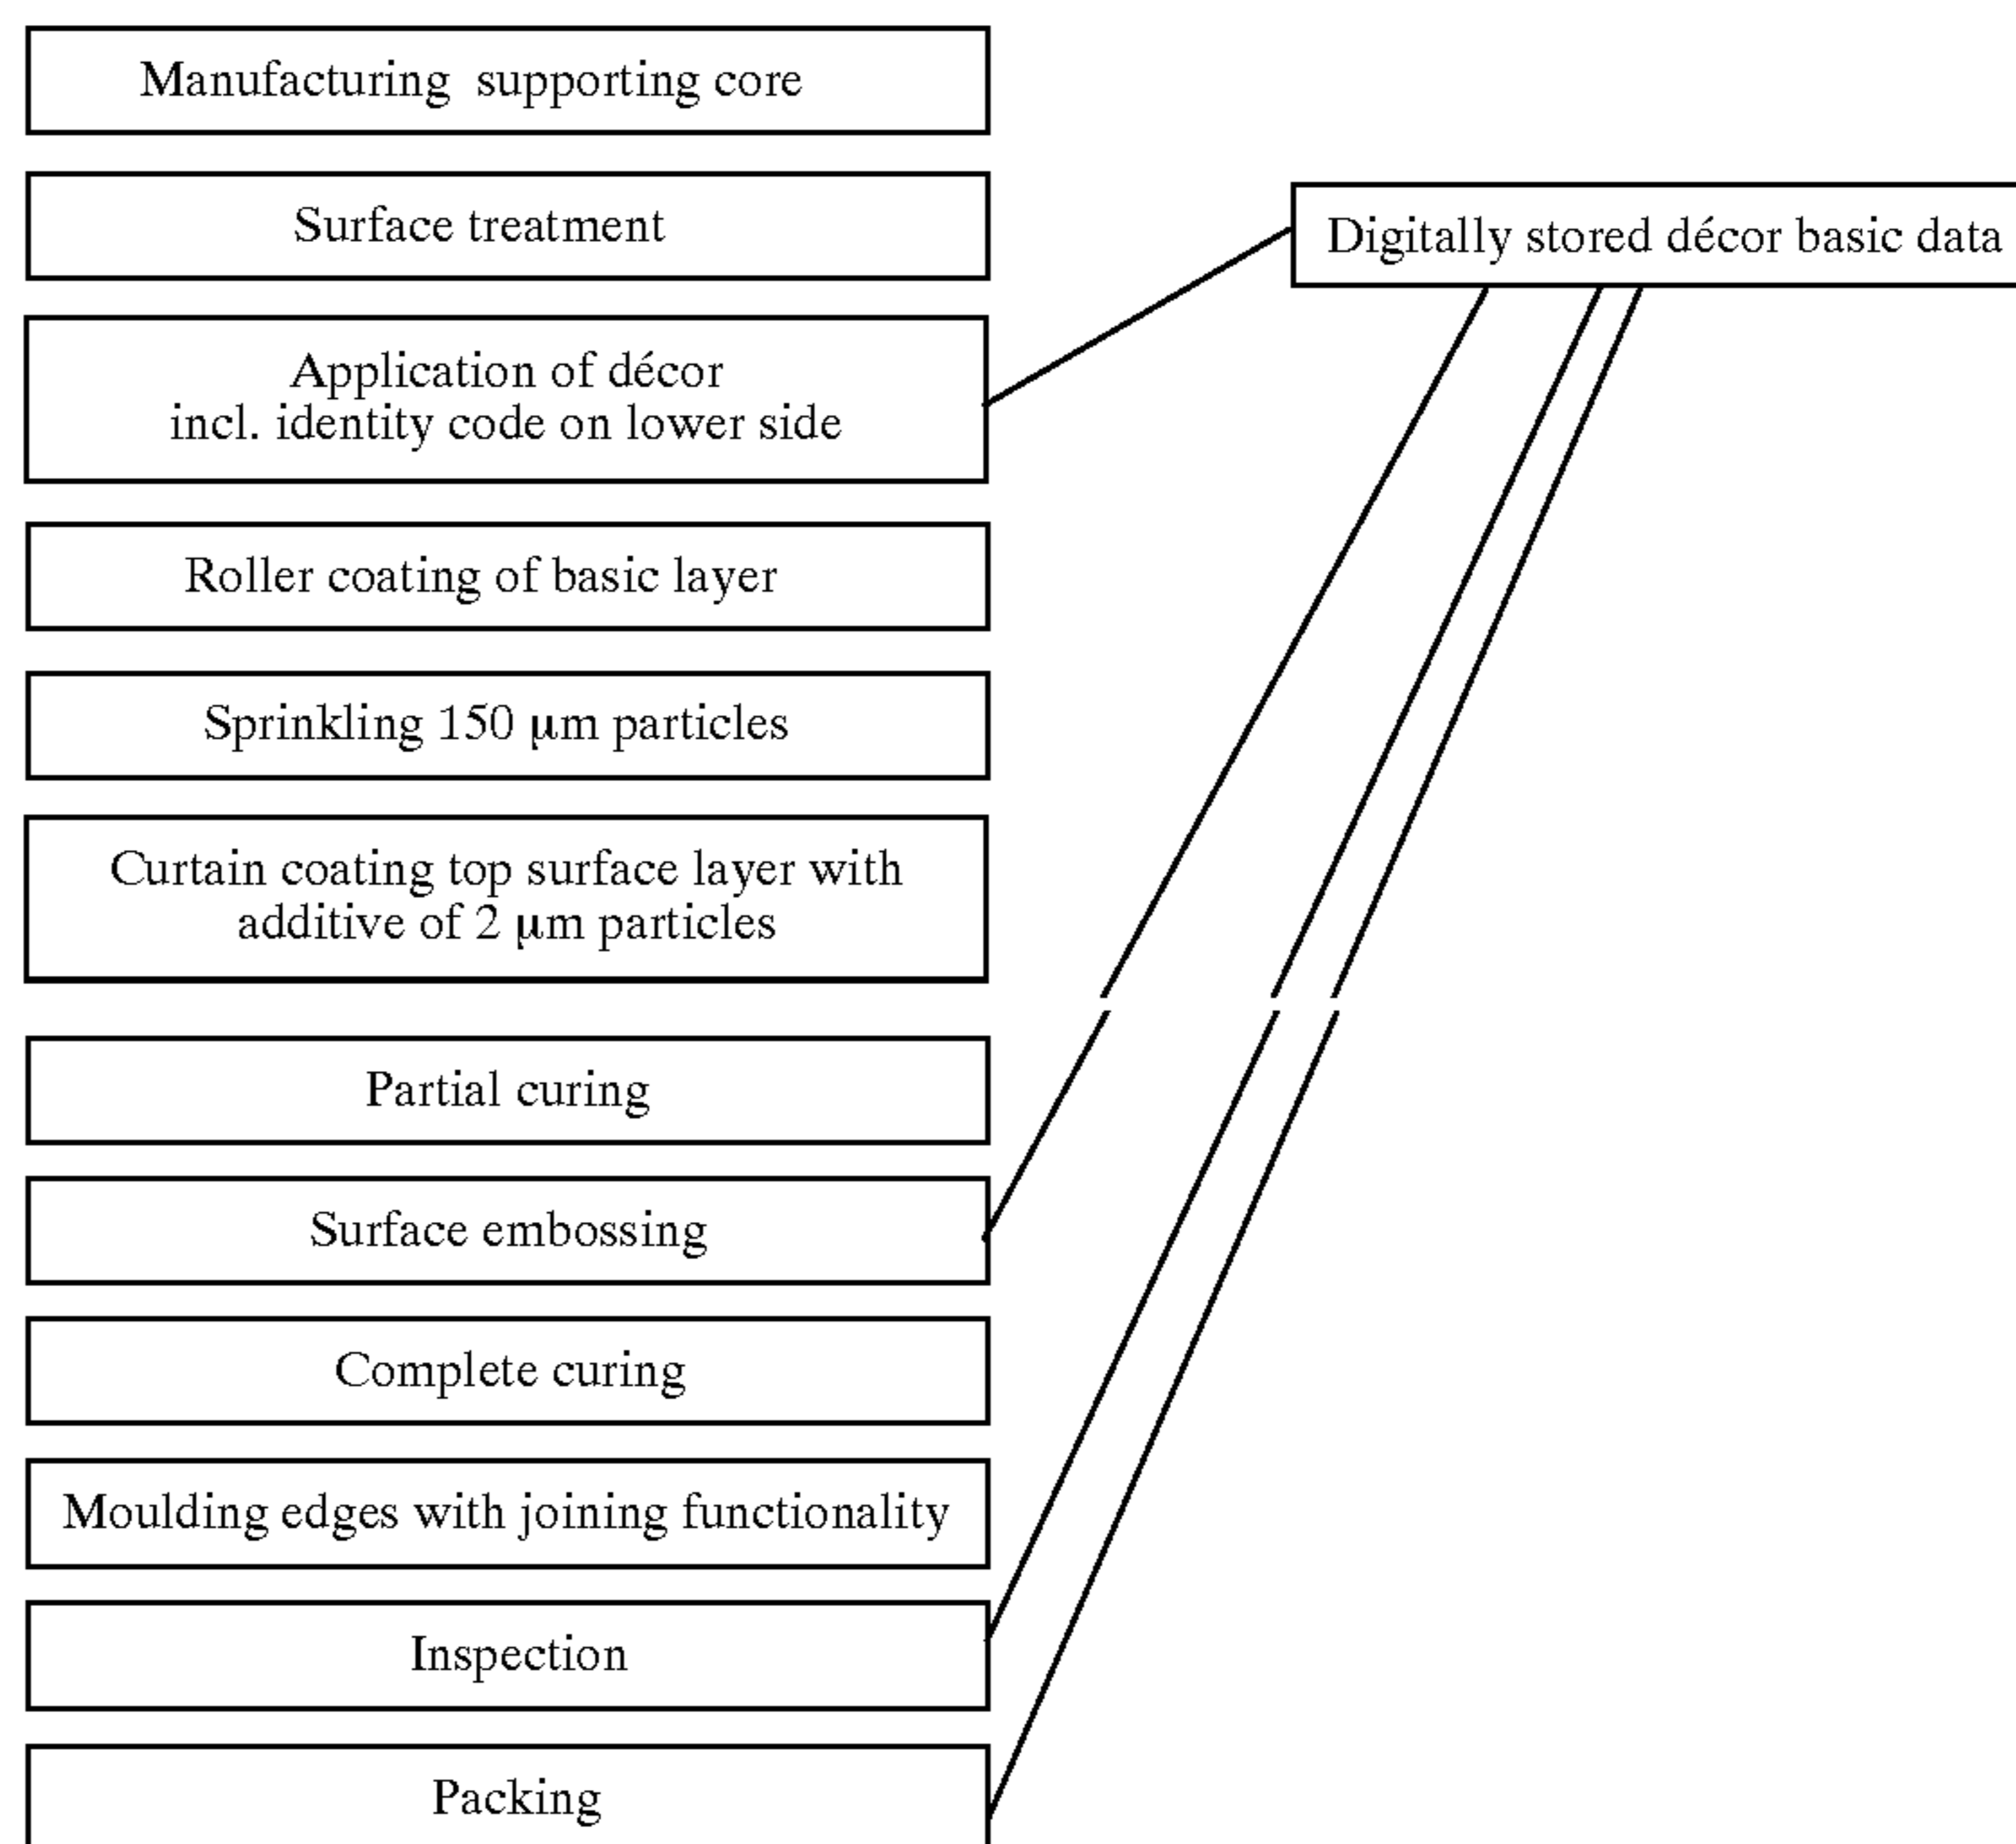 Manufacturing supporting core
Surface treatment
Digitally stored décor basic data
Application of décor
incl. identity code on lower side
Roller coating of basic layer
Sprinkling 150 µm particles
Curtain coating top surface layer with
additive of 2 µm particles
Partial curing
Surface embossing
Complete curing
Moulding edges with joining functionality
Inspection
Packing